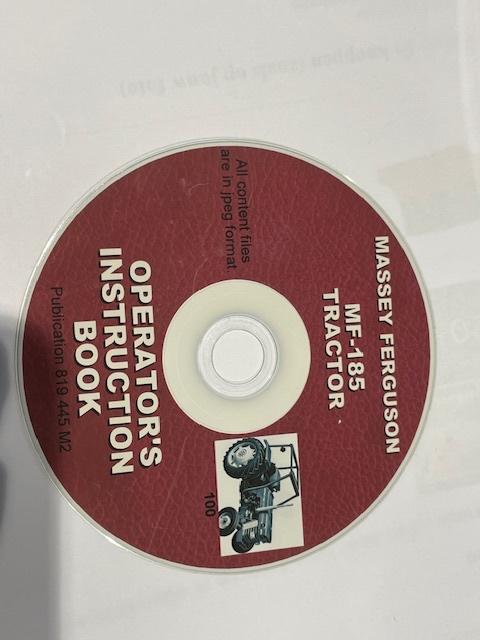 MASSEY FERGUSON
MF-185
TRACTOR
All content files
are in jpeg format.
100
OPERATOR'S
INSTRUCTION
BOOK
Publication 819 445 M2